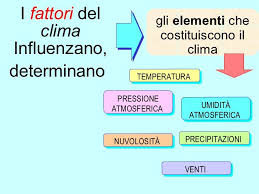 I fattori del
clima
Influenzano,
determinano
gli elementi che
costituiscono il
clima
TEMPERATURA
PRESSIONE
ATMOSFERICA
UMIDITÀ
ATMOSFERICA
NUVOLOSITÀ
PRECIPITAZIONI
VENTI